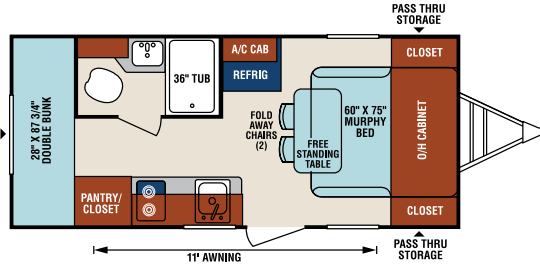 PASS THRU
STORAGE
A/C CAB
CLOSET
REFRIG
36" TUB
28" X 87 3/4"
DOUBLE BUNK
FOLD
AWAY
CHAIRS
(2)
60" X 75"
MURPHY
BED
O/H CABINET
FREE
STANDING
TABLE
PANTRY/
CLOSET
CLOSET
11' AWNING
PASS THRU
STORAGE